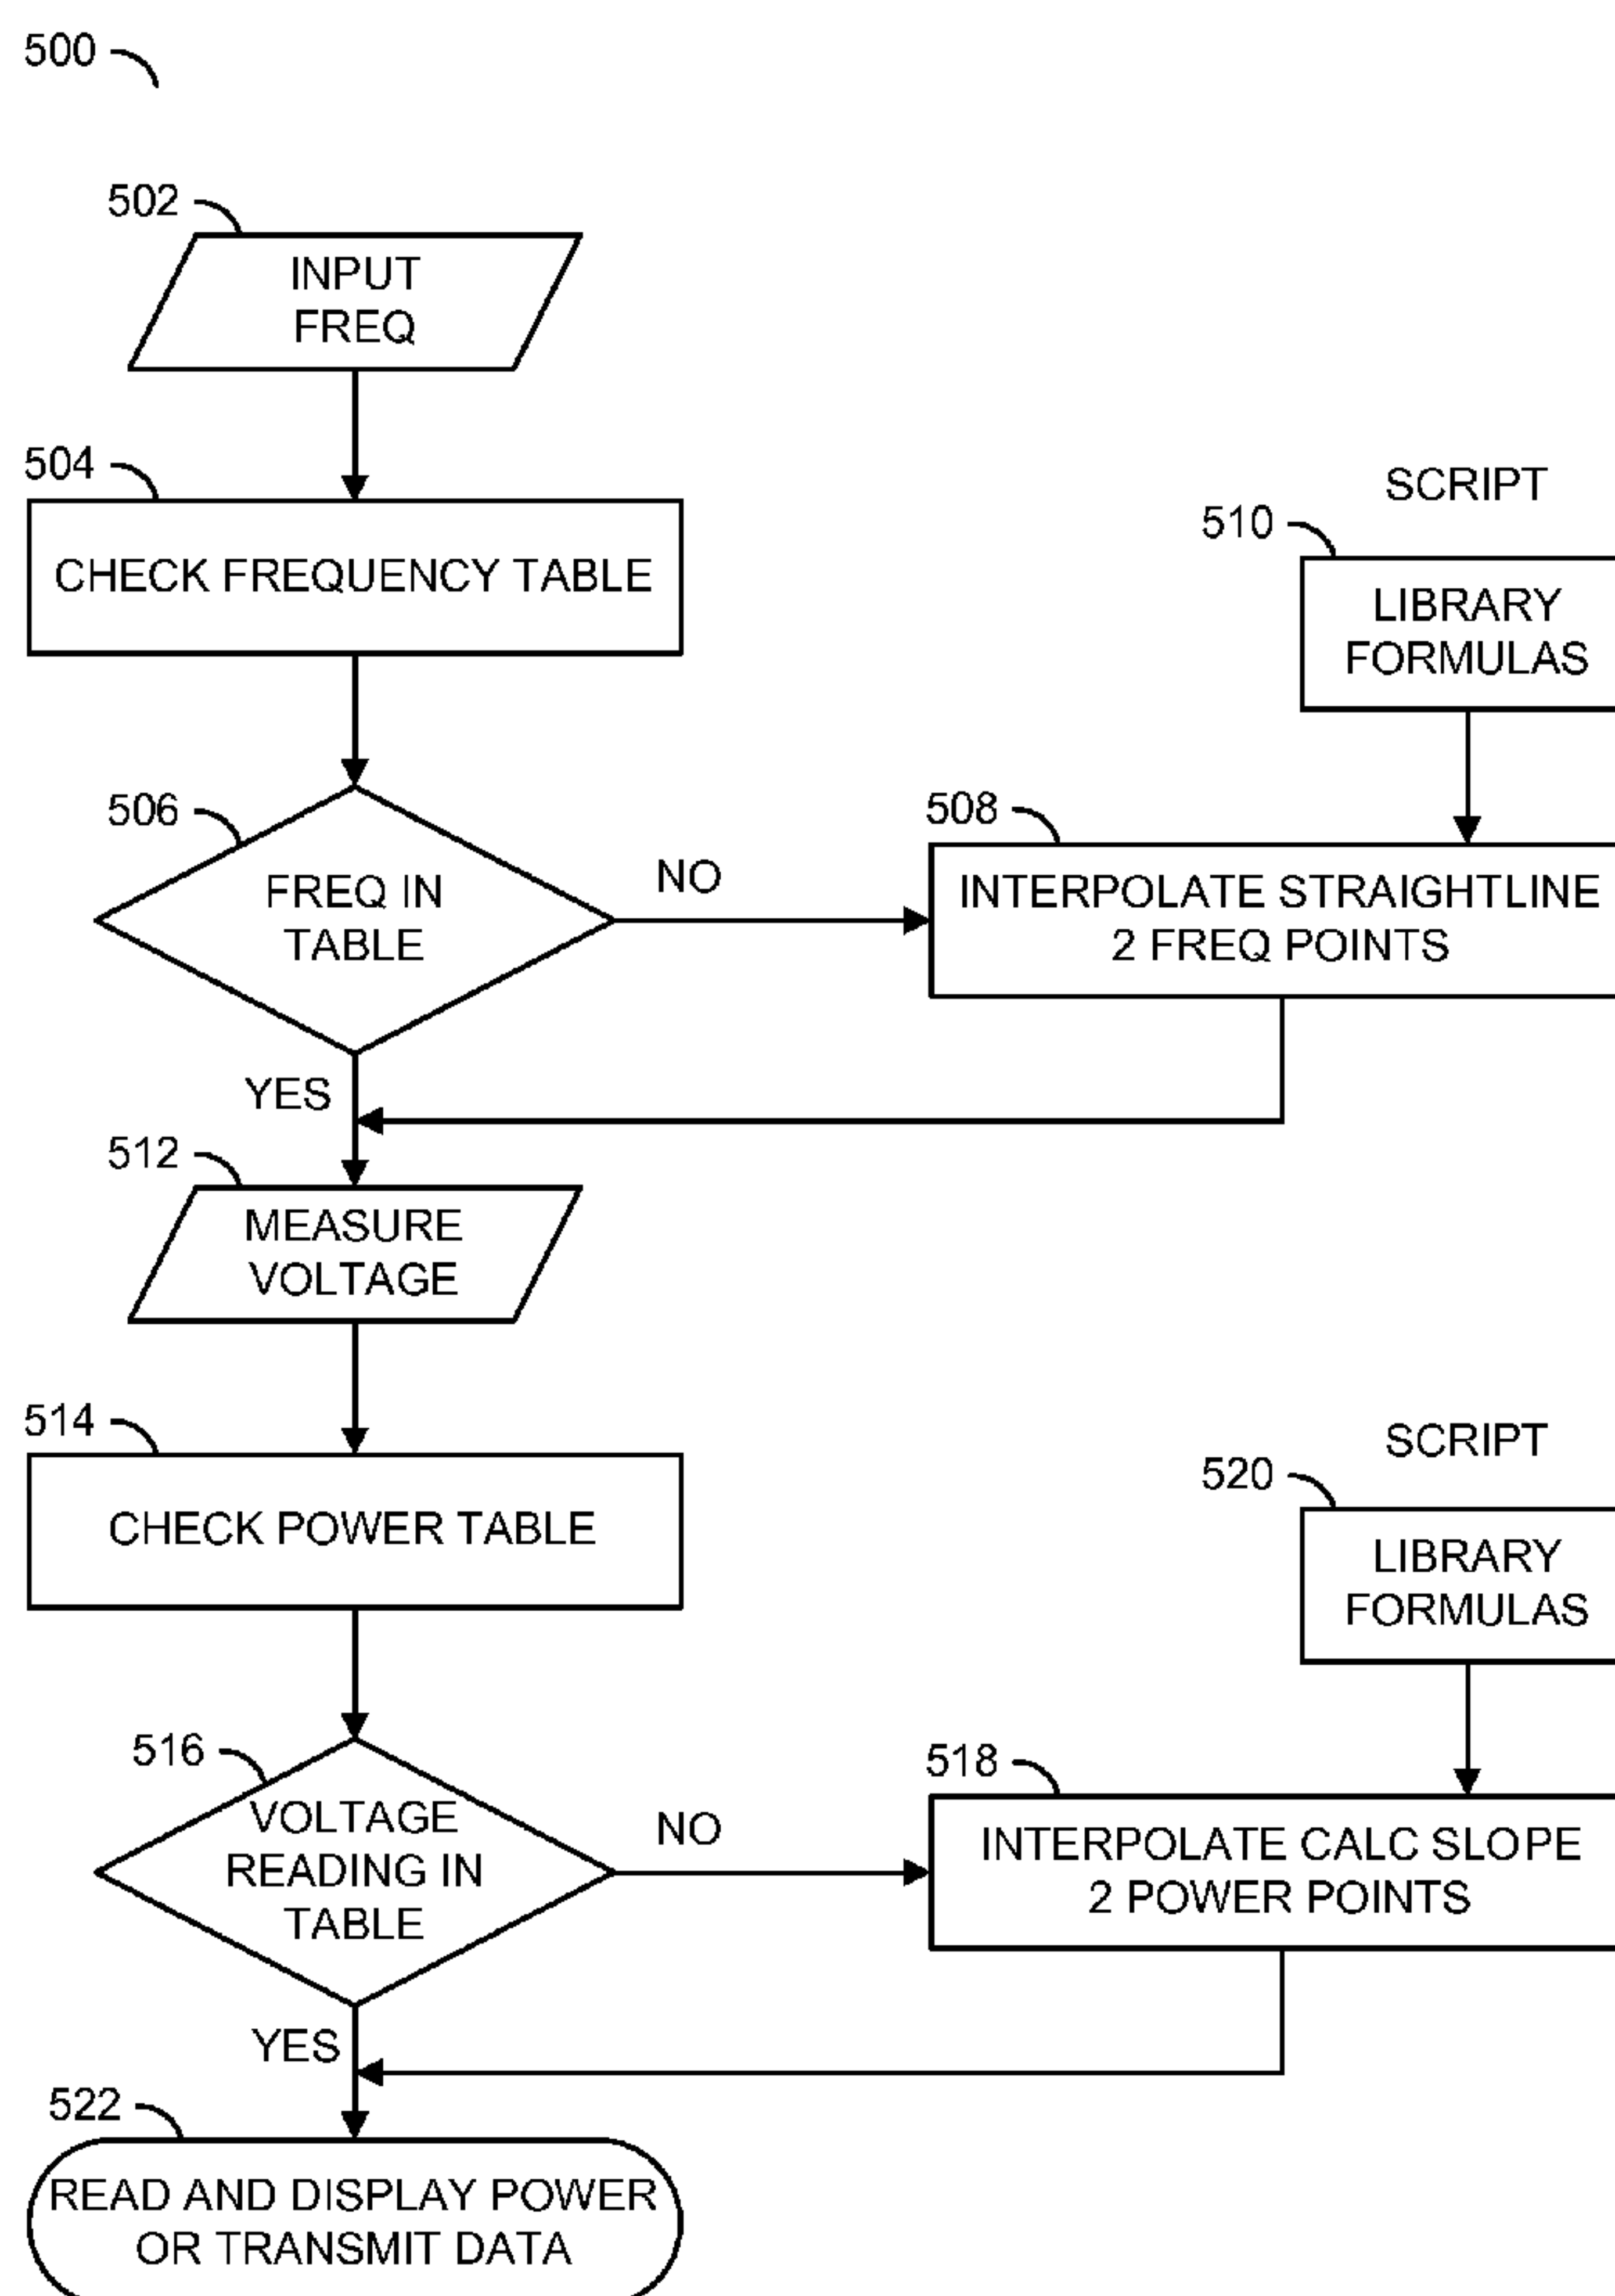 500
502
INPUT
FREQ
504
CHECK FREQUENCY TABLE
SCRIPT
510
LIBRARY
FORMULAS
506
FREQ IN
TABLE
NO
508
INTERPOLATE STRAIGHTLINE
2 FREQ POINTS
YES
512
MEASURE
VOLTAGE
514
CHECK POWER TABLE
SCRIPT
520
LIBRARY
FORMULAS
516
VOLTAGE
READING IN
TABLE
NO
518
INTERPOLATE CALC SLOPE
2 POWER POINTS
YES
522
READ AND DISPLAY POWER
OR TRANSMIT DATA